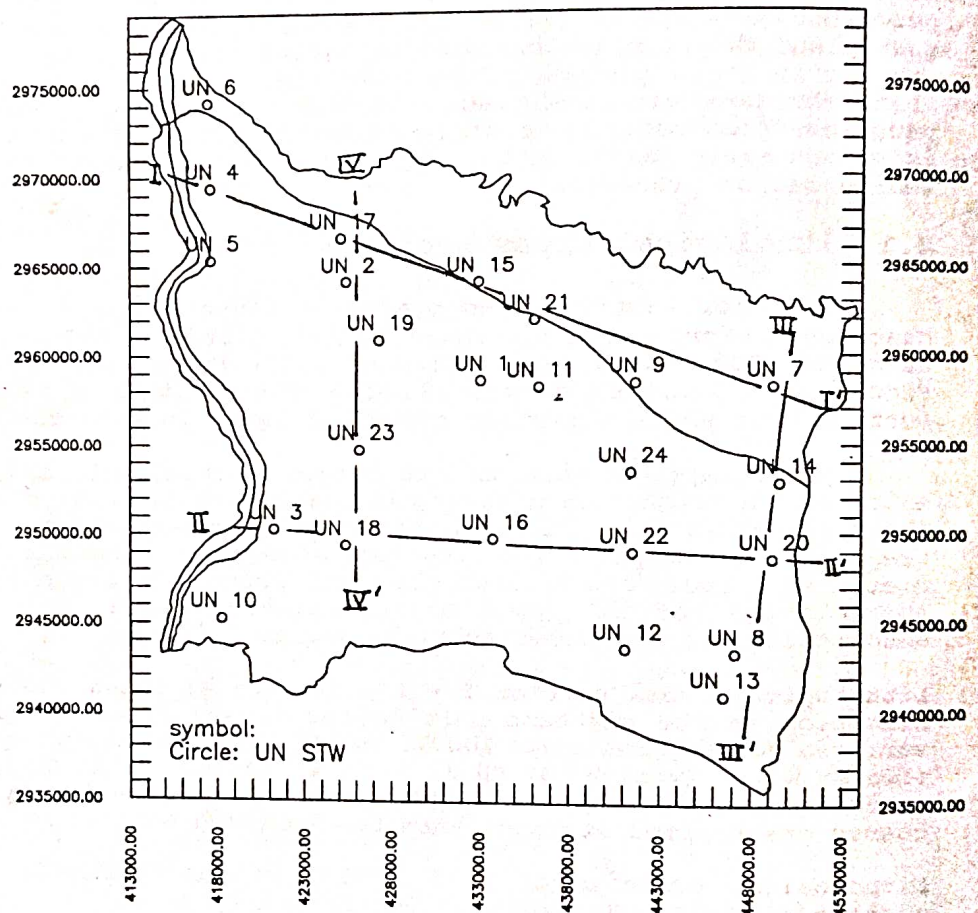 2975000.00
2970000.00
2965000.00
2960000.00
2955000.00
2950000.00
2945000.00
2940000.00
2935000.00
UN 6
IV
I
UN 4
UN 17
UN 5
UN 2
UN 15
UN 21
III
UN 19
UN 1
UN 11
UN 9
UN 7
I'
UN 23
UN 24
UN 14
II
UN 3
UN 18
UN 16
UN 22
UN 20
II'
IV'
UN 10
UN 12
UN 8
UN 13
III'
symbol:
Circle: UN STW
2975000.00
2970000.00
2965000.00
2960000.00
2955000.00
2950000.00
2945000.00
2940000.00
2935000.00
413000.00
418000.00
423000.00
428000.00
433000.00
438000.00
443000.00
448000.00
453000.00